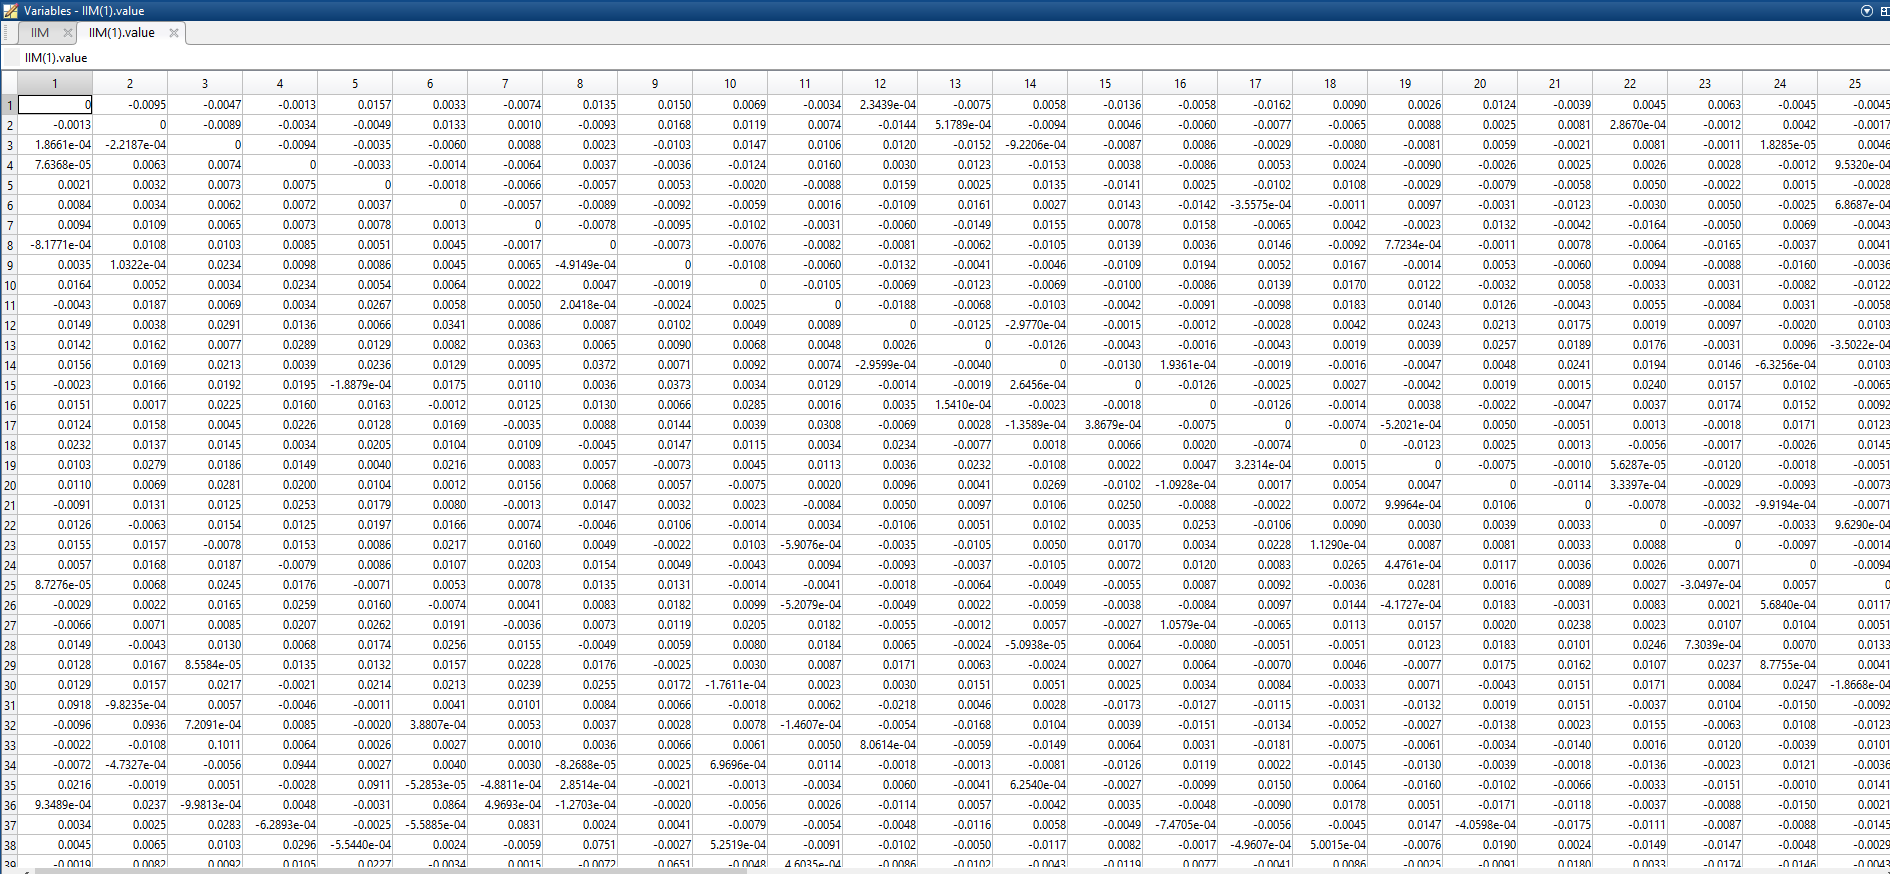 Variables - IIM(1).value
IIM IIM(1).value
IIM(1).value
1 2 3 4 5 6 7 8 9 10 11 12 13 14 15 16 17 18 19 20 21 22 23 24 25
1 0 -0.0095 -0.0047 -0.0013 0.0157 0.0033 -0.0074 0.0135 0.0150 0.0069 -0.0034 2.3439e-04 -0.0075 0.0058 -0.0136 -0.0058 -0.0162 0.0090 0.0026 0.0124 -0.0039 0.0045 0.0063 -0.0045 -0.0045
2 -0.0013 0 -0.0089 -0.0034 -0.0049 0.0133 0.0010 -0.0093 0.0168 0.0119 0.0074 -0.0144 5.1789e-04 -0.0094 0.0046 -0.0060 -0.0077 -0.0065 0.0088 0.0025 0.0081 2.8670e-04 -0.0012 0.0042 -0.0017
3 1.8661e-04 -2.2187e-04 0 -0.0094 -0.0035 -0.0060 0.0088 0.0023 -0.0103 0.0147 0.0106 0.0120 -0.0152 -9.2206e-04 -0.0087 0.0086 -0.0029 -0.0080 -0.0081 0.0059 -0.0021 0.0081 -0.0011 1.8285e-05 0.0046
4 7.6368e-05 0.0063 0.0074 0 -0.0033 -0.0014 -0.0064 0.0037 -0.0036 -0.0124 0.0160 0.0030 0.0123 -0.0153 0.0038 -0.0086 0.0053 0.0024 -0.0090 -0.0026 0.0025 0.0026 0.0028 -0.0012 9.5320e-04
5 0.0021 0.0032 0.0073 0.0075 0 -0.0018 -0.0066 -0.0057 0.0053 -0.0020 -0.0088 0.0159 0.0025 0.0135 -0.0141 0.0025 -0.0102 0.0108 -0.0029 -0.0079 -0.0058 0.0050 -0.0022 0.0015 -0.0028
6 0.0084 0.0034 0.0062 0.0072 0.0037 0 -0.0057 -0.0089 -0.0092 -0.0059 0.0016 -0.0109 0.0161 0.0027 0.0143 -0.0142 -3.5575e-04 -0.0011 0.0097 -0.0031 -0.0123 -0.0030 0.0050 -0.0025 6.8687e-04
7 0.0094 0.0109 0.0065 0.0073 0.0078 0.0013 0 -0.0078 -0.0095 -0.0102 -0.0031 -0.0060 -0.0149 0.0155 0.0078 0.0158 -0.0065 0.0042 -0.0023 0.0132 -0.0042 -0.0164 -0.0050 0.0069 -0.0043
8 -8.1771e-04 0.0108 0.0103 0.0085 0.0051 0.0045 -0.0017 0 -0.0073 -0.0076 -0.0082 -0.0081 -0.0062 -0.0105 0.0139 0.0036 0.0146 -0.0092 7.7234e-04 -0.0011 0.0078 -0.0064 -0.0165 -0.0037 0.0041
9 0.0035 1.0322e-04 0.0234 0.0098 0.0086 0.0045 0.0065 -4.9149e-04 0 -0.0108 -0.0060 -0.0132 -0.0041 -0.0046 -0.0109 0.0194 0.0052 0.0167 -0.0014 0.0053 -0.0060 0.0094 -0.0088 -0.0160 -0.0036
10 0.0164 0.0052 0.0034 0.0234 0.0054 0.0064 0.0022 0.0047 -0.0019 0 -0.0105 -0.0069 -0.0123 -0.0069 -0.0100 -0.0086 0.0139 0.0170 0.0122 -0.0032 0.0058 -0.0033 0.0031 -0.0082 -0.0122
11 -0.0043 0.0187 0.0069 0.0034 0.0267 0.0058 0.0050 2.0418e-04 -0.0024 0.0025 0 -0.0188 -0.0068 -0.0103 -0.0042 -0.0091 -0.0098 0.0183 0.0140 0.0126 -0.0043 0.0055 -0.0084 0.0031 -0.0058
12 0.0149 0.0038 0.0291 0.0136 0.0066 0.0341 0.0086 0.0087 0.0102 0.0049 0.0089 0 -0.0125 -2.9770e-04 -0.0015 -0.0012 -0.0028 0.0042 0.0243 0.0213 0.0175 0.0019 0.0097 -0.0020 0.0103
13 0.0142 0.0162 0.0077 0.0289 0.0129 0.0082 0.0363 0.0065 0.0090 0.0068 0.0048 0.0026 0 -0.0126 -0.0043 -0.0016 -0.0043 0.0019 0.0039 0.0257 0.0189 0.0176 -0.0031 0.0096 -3.5022e-04
14 0.0156 0.0169 0.0213 0.0039 0.0236 0.0129 0.0095 0.0372 0.0071 0.0092 0.0074 -2.9599e-04 -0.0040 0 -0.0130 1.9361e-04 -0.0019 -0.0016 -0.0047 0.0048 0.0241 0.0194 0.0146 -6.3256e-04 0.0103
15 -0.0023 0.0166 0.0192 0.0195 -1.8879e-04 0.0175 0.0110 0.0036 0.0373 0.0034 0.0129 -0.0014 -0.0019 2.6456e-04 0 -0.0126 -0.0025 0.0027 -0.0042 0.0019 0.0015 0.0240 0.0157 0.0102 -0.0065
16 0.0151 0.0017 0.0225 0.0160 0.0163 -0.0012 0.0125 0.0130 0.0066 0.0285 0.0016 0.0035 1.5410e-04 -0.0023 -0.0018 0 -0.0126 -0.0014 0.0038 -0.0022 -0.0047 0.0037 0.0174 0.0152 0.0092
17 0.0124 0.0158 0.0045 0.0226 0.0128 0.0169 -0.0035 0.0088 0.0144 0.0039 0.0308 -0.0069 0.0028 -1.3589e-04 3.8679e-04 -0.0075 0 -0.0074 -5.2021e-04 0.0050 -0.0051 0.0013 -0.0018 0.0171 0.0123
18 0.0232 0.0137 0.0145 0.0034 0.0205 0.0104 0.0109 -0.0045 0.0147 0.0115 0.0034 0.0234 -0.0077 0.0018 0.0066 0.0020 -0.0074 0 -0.0123 0.0025 0.0013 -0.0056 -0.0017 -0.0026 0.0145
19 0.0103 0.0279 0.0186 0.0149 0.0040 0.0216 0.0083 0.0057 -0.0073 0.0045 0.0113 0.0036 0.0232 -0.0108 0.0022 0.0047 3.2314e-04 0.0015 0 -0.0075 -0.0010 5.6287e-05 -0.0120 -0.0018 -0.0051
20 0.0110 0.0069 0.0281 0.0200 0.0104 0.0012 0.0156 0.0068 0.0057 -0.0075 0.0020 0.0096 0.0041 0.0269 -0.0102 -1.0928e-04 0.0017 0.0054 0.0047 0 -0.0114 3.3397e-04 -0.0029 -0.0093 -0.0073
21 -0.0091 0.0131 0.0125 0.0253 0.0179 0.0080 -0.0013 0.0147 0.0032 0.0023 -0.0084 0.0050 0.0097 0.0106 0.0250 -0.0088 -0.0022 0.0072 9.9964e-04 0.0106 0 -0.0078 -0.0032 -9.9194e-04 -0.0071
22 0.0126 -0.0063 0.0154 0.0125 0.0197 0.0166 0.0074 -0.0046 0.0106 -0.0014 0.0034 -0.0106 0.0051 0.0102 0.0035 0.0253 -0.0106 0.0090 0.0030 0.0039 0.0033 0 -0.0097 -0.0033 9.6290e-04
23 0.0155 0.0157 -0.0078 0.0153 0.0086 0.0217 0.0160 0.0049 -0.0022 0.0103 -5.9076e-04 -0.0035 -0.0105 0.0050 0.0170 0.0034 0.0228 1.1290e-04 0.0087 0.0081 0.0033 0.0088 0 -0.0097 -0.0014
24 0.0057 0.0168 0.0187 -0.0079 0.0086 0.0107 0.0203 0.0154 0.0049 -0.0043 0.0094 -0.0093 -0.0037 -0.0105 0.0072 0.0120 0.0083 0.0265 4.4761e-04 0.0117 0.0036 0.0026 0.0071 0 -0.0094
25 8.7276e-05 0.0068 0.0245 0.0176 -0.0071 0.0053 0.0078 0.0135 0.0131 -0.0014 -0.0041 -0.0018 -0.0064 -0.0049 -0.0055 0.0087 0.0092 -0.0036 0.0281 0.0016 0.0089 0.0027 -3.0497e-04 0.0057 0
26 -0.0029 0.0022 0.0165 0.0259 0.0160 -0.0074 0.0041 0.0083 0.0182 0.0099 -5.2079e-04 -0.0049 0.0022 -0.0059 -0.0038 -0.0084 0.0097 0.0144 -4.1727e-04 0.0183 -0.0031 0.0083 0.0021 5.6840e-04 0.0117
27 -0.0066 0.0071 0.0085 0.0207 0.0262 0.0191 -0.0036 0.0073 0.0119 0.0205 0.0182 -0.0055 -0.0012 0.0057 -0.0027 1.0579e-04 -0.0065 0.0113 0.0157 0.0020 0.0238 0.0023 0.0107 0.0104 0.0051
28 0.0149 -0.0043 0.0130 0.0068 0.0174 0.0256 0.0155 -0.0049 0.0059 0.0080 0.0184 0.0065 -0.0024 -5.0938e-05 0.0064 -0.0080 -0.0051 -0.0051 0.0123 0.0183 0.0101 0.0246 7.3039e-04 0.0070 0.0133
29 0.0128 0.0167 8.5584e-05 0.0135 0.0132 0.0157 0.0228 0.0176 -0.0025 0.0030 0.0087 0.0171 0.0063 -0.0024 0.0027 0.0064 -0.0070 0.0046 -0.0077 0.0175 0.0162 0.0107 0.0237 8.7755e-04 0.0041
30 0.0129 0.0157 0.0217 -0.0021 0.0214 0.0213 0.0239 0.0255 0.0172 -1.7611e-04 0.0023 0.0030 0.0151 0.0051 0.0025 0.0034 0.0084 -0.0033 0.0071 -0.0043 0.0151 0.0171 0.0084 0.0247 -1.8668e-04
31 0.0918 -9.8235e-04 0.0057 -0.0046 -0.0011 0.0041 0.0101 0.0084 0.0066 -0.0018 0.0062 -0.0218 0.0046 0.0028 -0.0173 -0.0127 -0.0115 -0.0031 -0.0132 0.0019 0.0151 -0.0037 0.0104 -0.0150 -0.0092
32 -0.0096 0.0936 7.2091e-04 0.0085 -0.0020 3.8807e-04 0.0053 0.0037 0.0028 0.0078 -1.4607e-04 -0.0054 -0.0168 0.0104 0.0039 -0.0151 -0.0134 -0.0052 -0.0027 -0.0138 0.0023 0.0155 -0.0063 0.0108 -0.0123
33 -0.0022 -0.0108 0.1011 0.0064 0.0026 0.0027 0.0010 0.0036 0.0066 0.0061 0.0050 8.0614e-04 -0.0059 -0.0149 0.0064 0.0031 -0.0181 -0.0075 -0.0061 -0.0034 -0.0140 0.0016 0.0120 -0.0039 0.0101
34 -0.0072 -4.7327e-04 -0.0056 0.0944 0.0027 0.0040 0.0030 -8.2688e-05 0.0025 6.9696e-04 0.0114 -0.0018 -0.0013 -0.0081 -0.0126 0.0119 0.0022 -0.0145 -0.0130 -0.0039 -0.0018 -0.0136 -0.0023 0.0121 -0.0036
35 0.0216 -0.0019 0.0051 -0.0028 0.0911 -5.2853e-05 -4.8811e-04 2.8514e-04 -0.0021 -0.0013 -0.0034 0.0060 -0.0041 6.2540e-04 -0.0027 -0.0099 0.0150 0.0064 -0.0160 -0.0102 -0.0066 -0.0033 -0.0151 -0.0010 0.0141
36 9.3489e-04 0.0237 -9.9813e-04 0.0048 -0.0031 0.0864 4.9693e-04 -1.2703e-04 -0.0020 -0.0056 0.0026 -0.0114 0.0057 -0.0042 0.0035 -0.0048 -0.0090 0.0178 0.0051 -0.0171 -0.0118 -0.0037 -0.0088 -0.0150 0.0021
37 0.0034 0.0025 0.0283 -6.2893e-04 -0.0025 -5.5885e-04 0.0831 0.0024 0.0041 -0.0079 -0.0054 -0.0048 -0.0116 0.0058 -0.0049 -7.4705e-04 -0.0056 -0.0045 0.0147 -4.0598e-04 -0.0175 -0.0111 -0.0087 -0.0088 -0.0145
38 0.0045 0.0065 0.0103 0.0296 -5.5440e-04 0.0024 -0.0059 0.0751 -0.0027 5.2519e-04 -0.0091 -0.0102 -0.0050 -0.0117 0.0082 -0.0017 -4.9607e-04 5.0015e-04 -0.0076 0.0190 0.0024 -0.0149 -0.0147 -0.0048 -0.0029
39 -0.0019 0.0082 0.0092 0.0105 0.0227 -0.0034 0.0015 -0.0072 0.0651 -0.0048 4.6035e-04 -0.0086 -0.0102 -0.0043 -0.0119 0.0077 -0.0041 0.0086 -0.0025 -0.0091 0.0180 0.0033 -0.0174 -0.0146 -0.0043